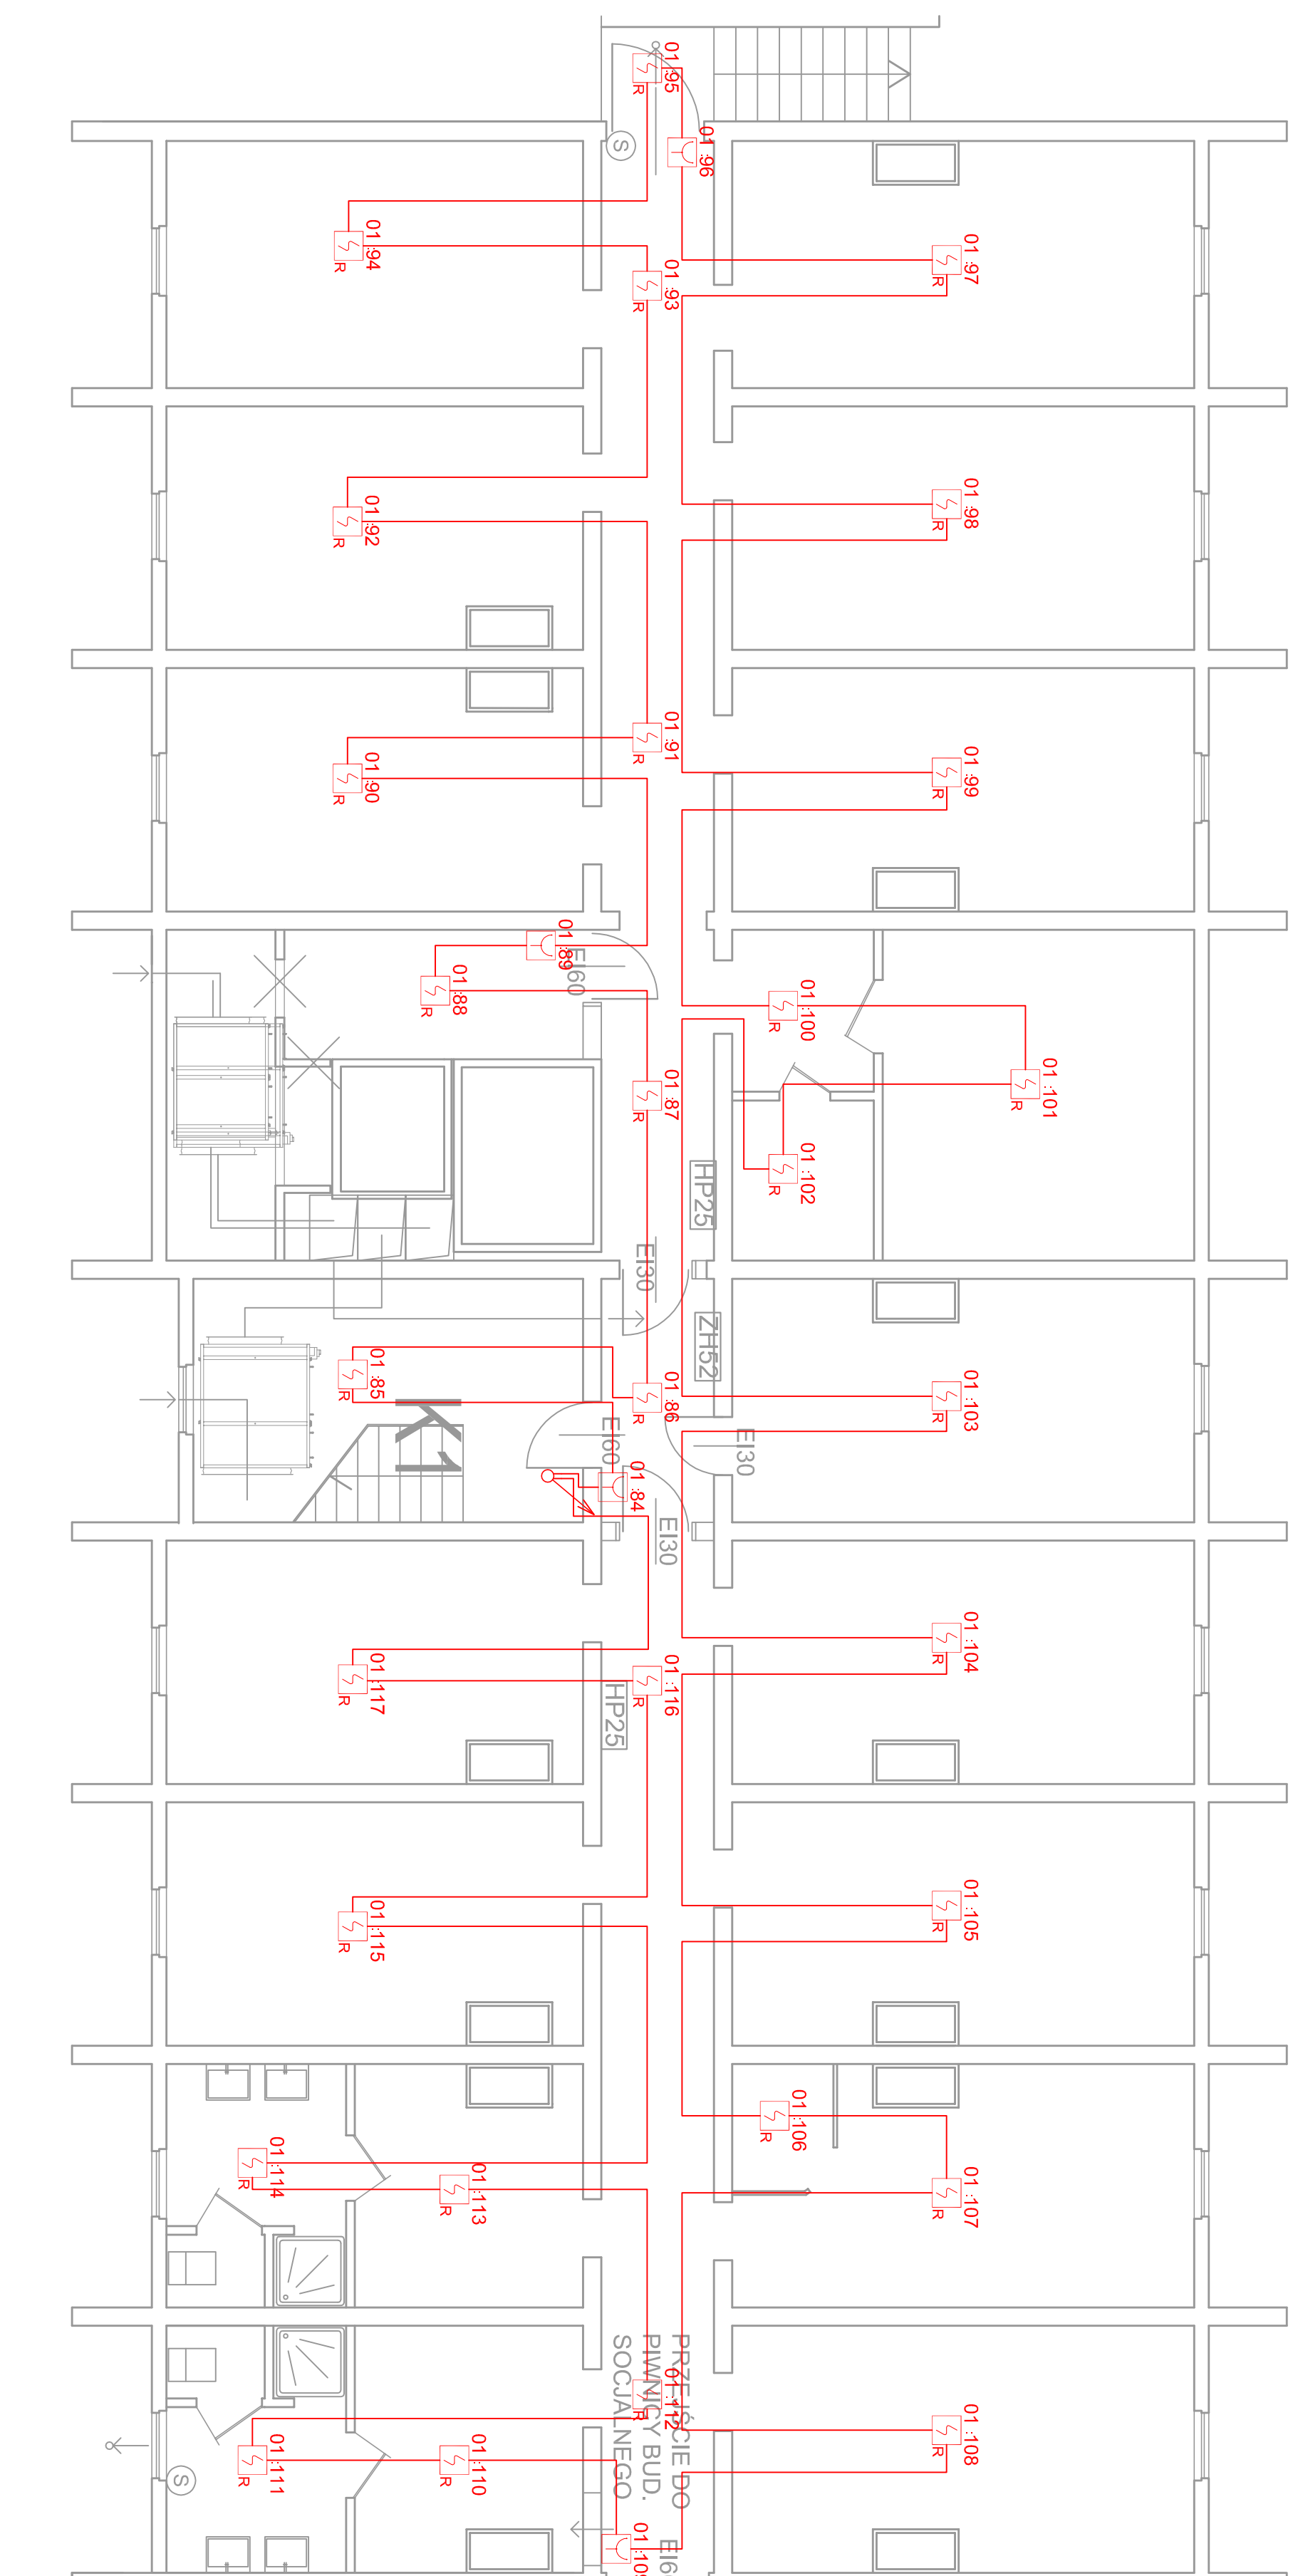 01:95
R
S
01:96
01:94
R
01:93
R
01:97
R
01:92
R
01:98
R
01:91
R
01:90
R
01:99
R
01:89
EI60
01:88
R
01:100
R
01:87
R
01:101
R
01:102
R
HP25
EI30
ZH52
01:85
R
K1
01:86
R
01:103
R
EI60
EI30
01:84
EI30
01:117
R
01:116
R
HP25
01:104
R
01:115
R
01:105
R
01:106
R
01:114
R
01:113
R
01:107
R
PRZEJŚCIE DO
PIWNICY BUD.
SOCJALNEGO
01:112
R
01:111
R
01:110
R
01:108
R
S
01:109
EI6